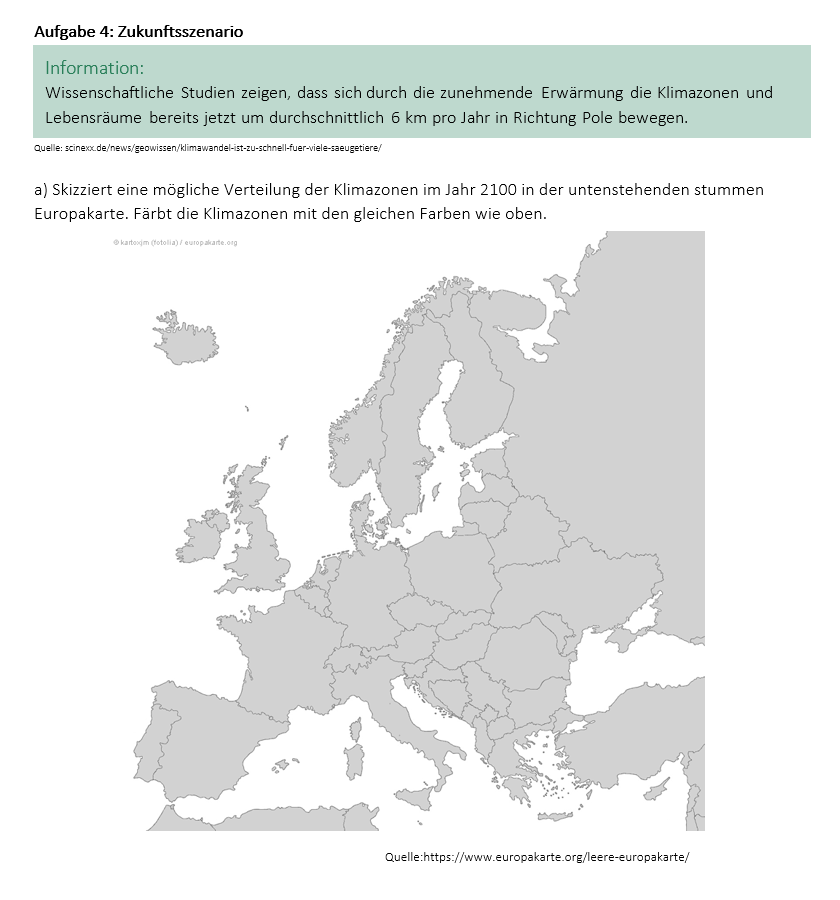 Aufgabe 4: Zukunftsszenario
Information:
Wissenschaftliche Studien zeigen, dass sich durch die zunehmende Erwärmung die Klimazonen und
Lebensräume bereits jetzt um durchschnittlich 6 km pro Jahr in Richtung Pole bewegen.
Quelle: scinexx.de/news/geowissen/klimawandel-ist-zu-schnell-fuer-viele-saeugetiere/
a) Skizziert eine mögliche Verteilung der Klimazonen im Jahr 2100 in der untenstehenden stummen
Europakarte. Färbt die Klimazonen mit den gleichen Farben wie oben.
© kartoxjm (fotolia) / europakarte.org
Quelle:https://www.europakarte.org/leere-europakarte/